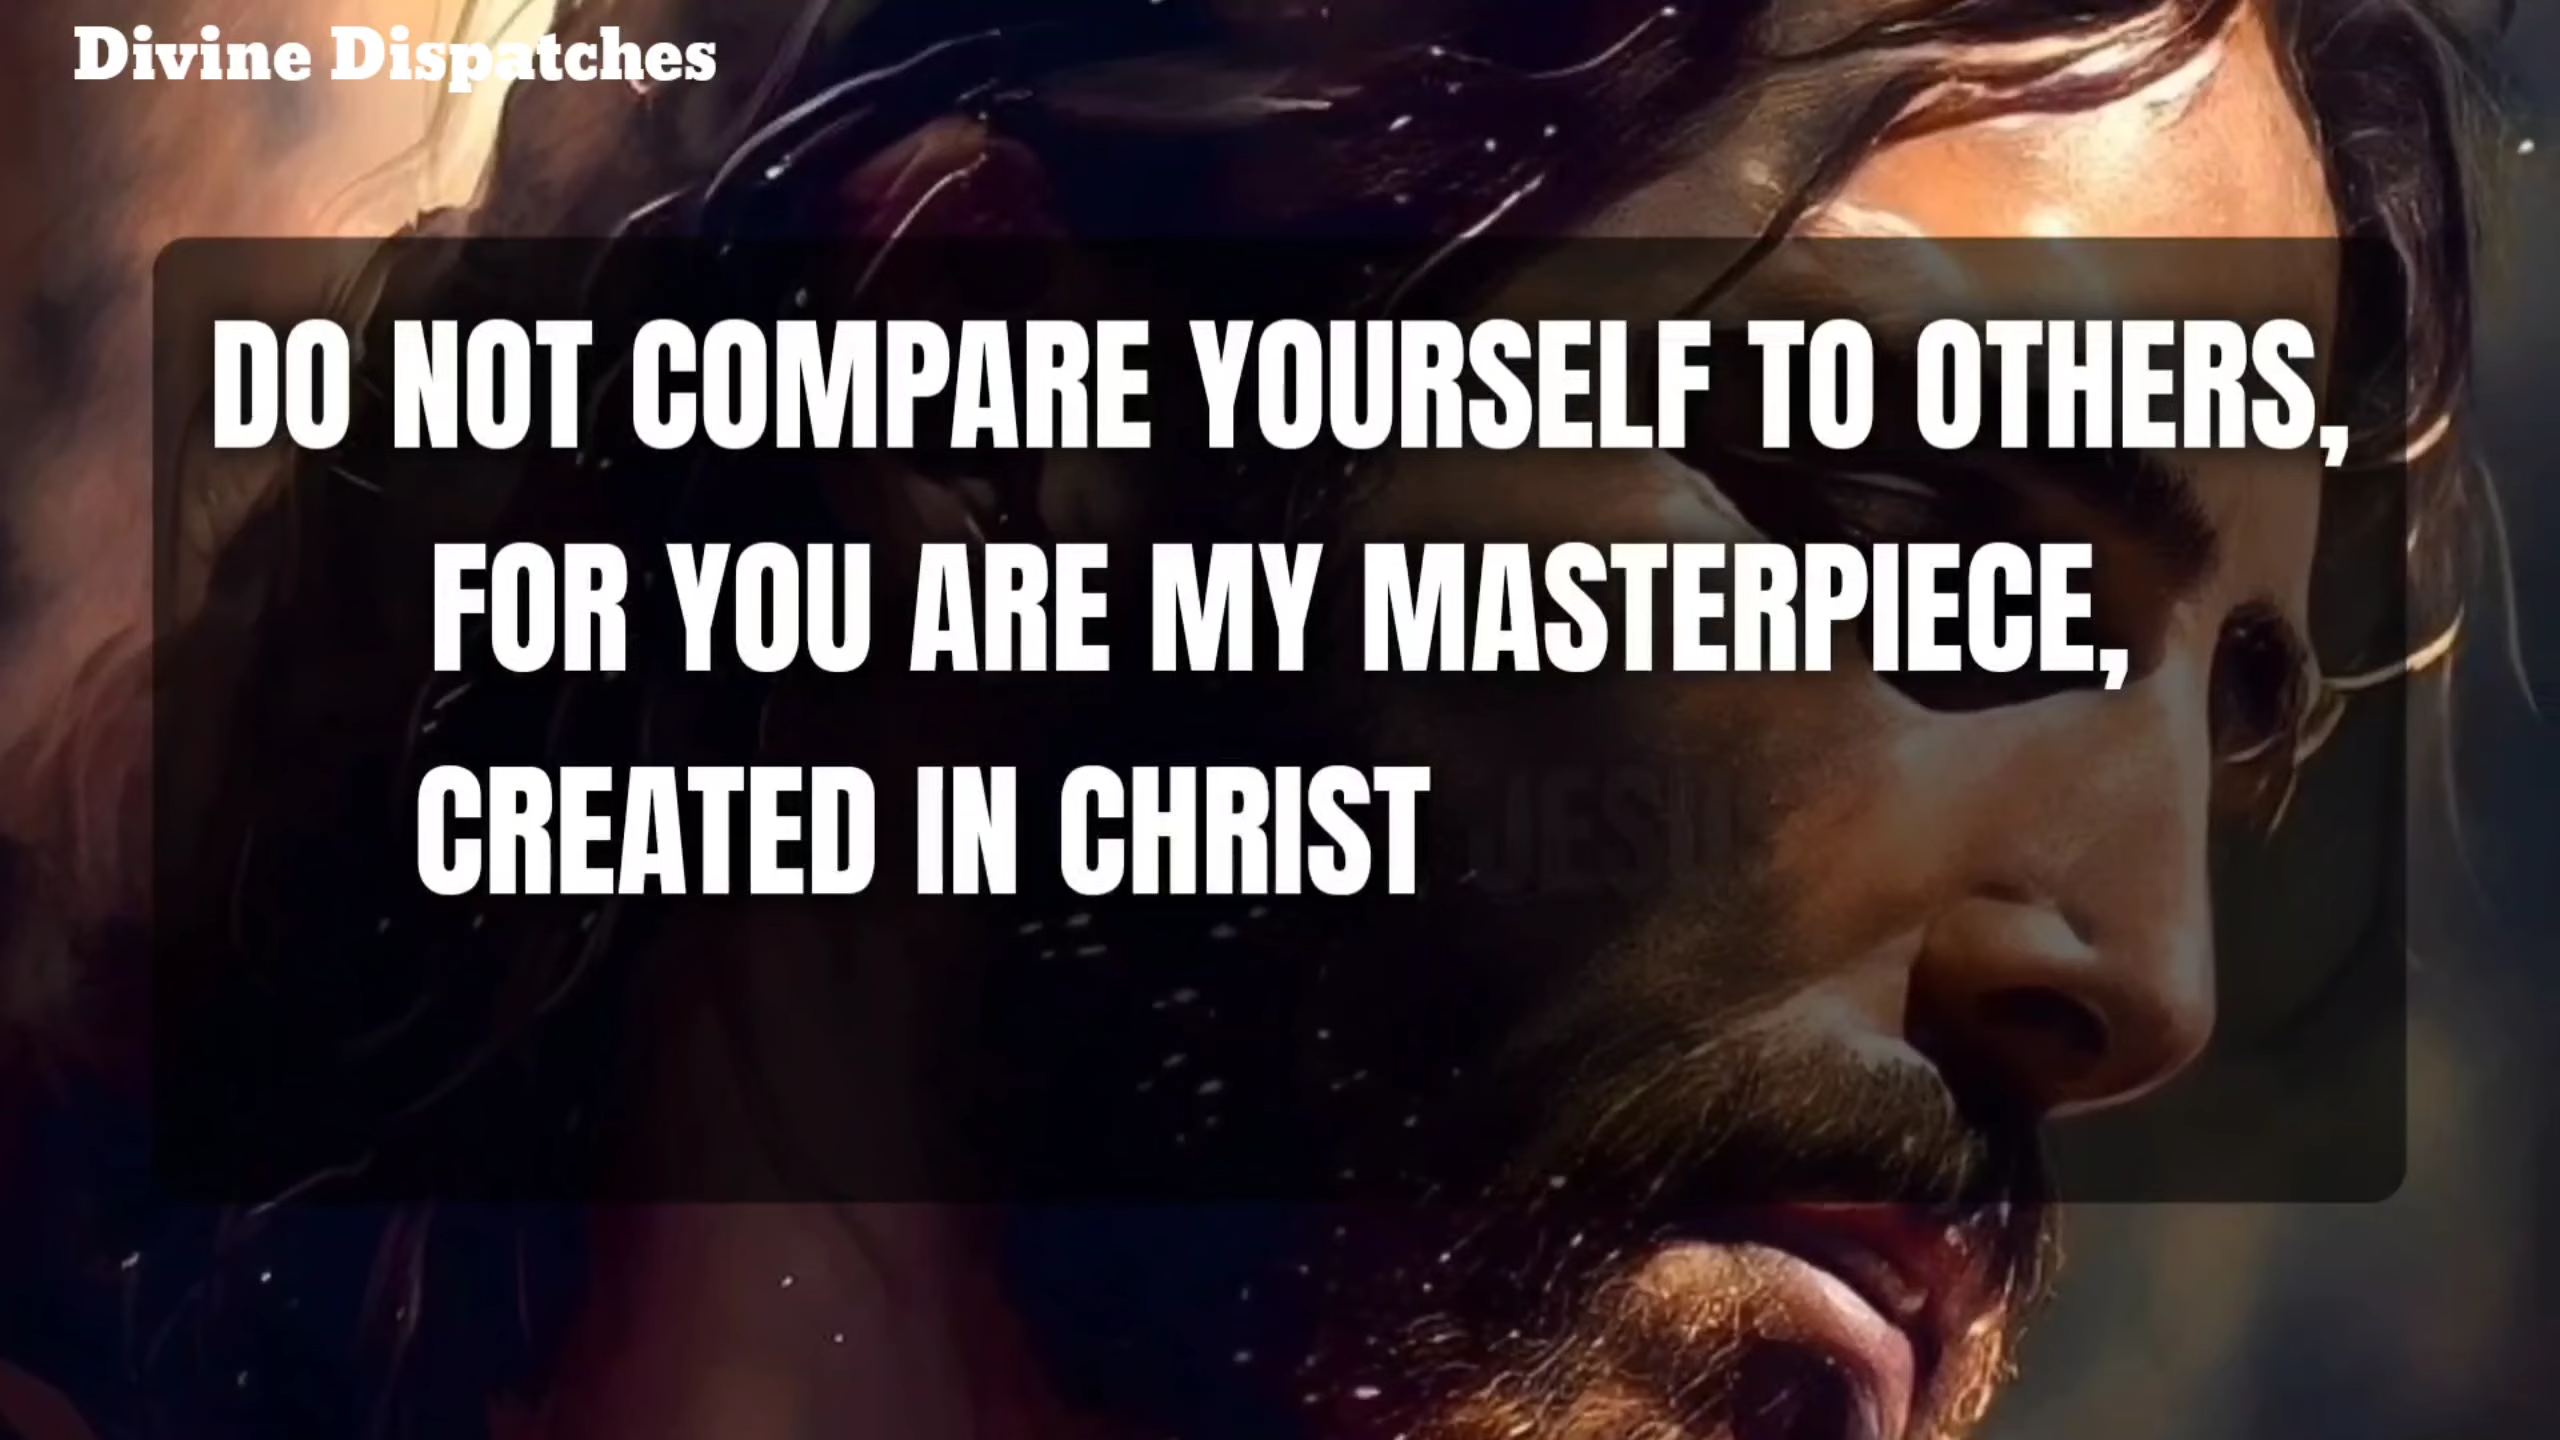 Divine Dispatches
DO NOT COMPARE YOURSELF TO OTHERS,
FOR YOU ARE MY MASTERPIECE,
CREATED IN CHRIST